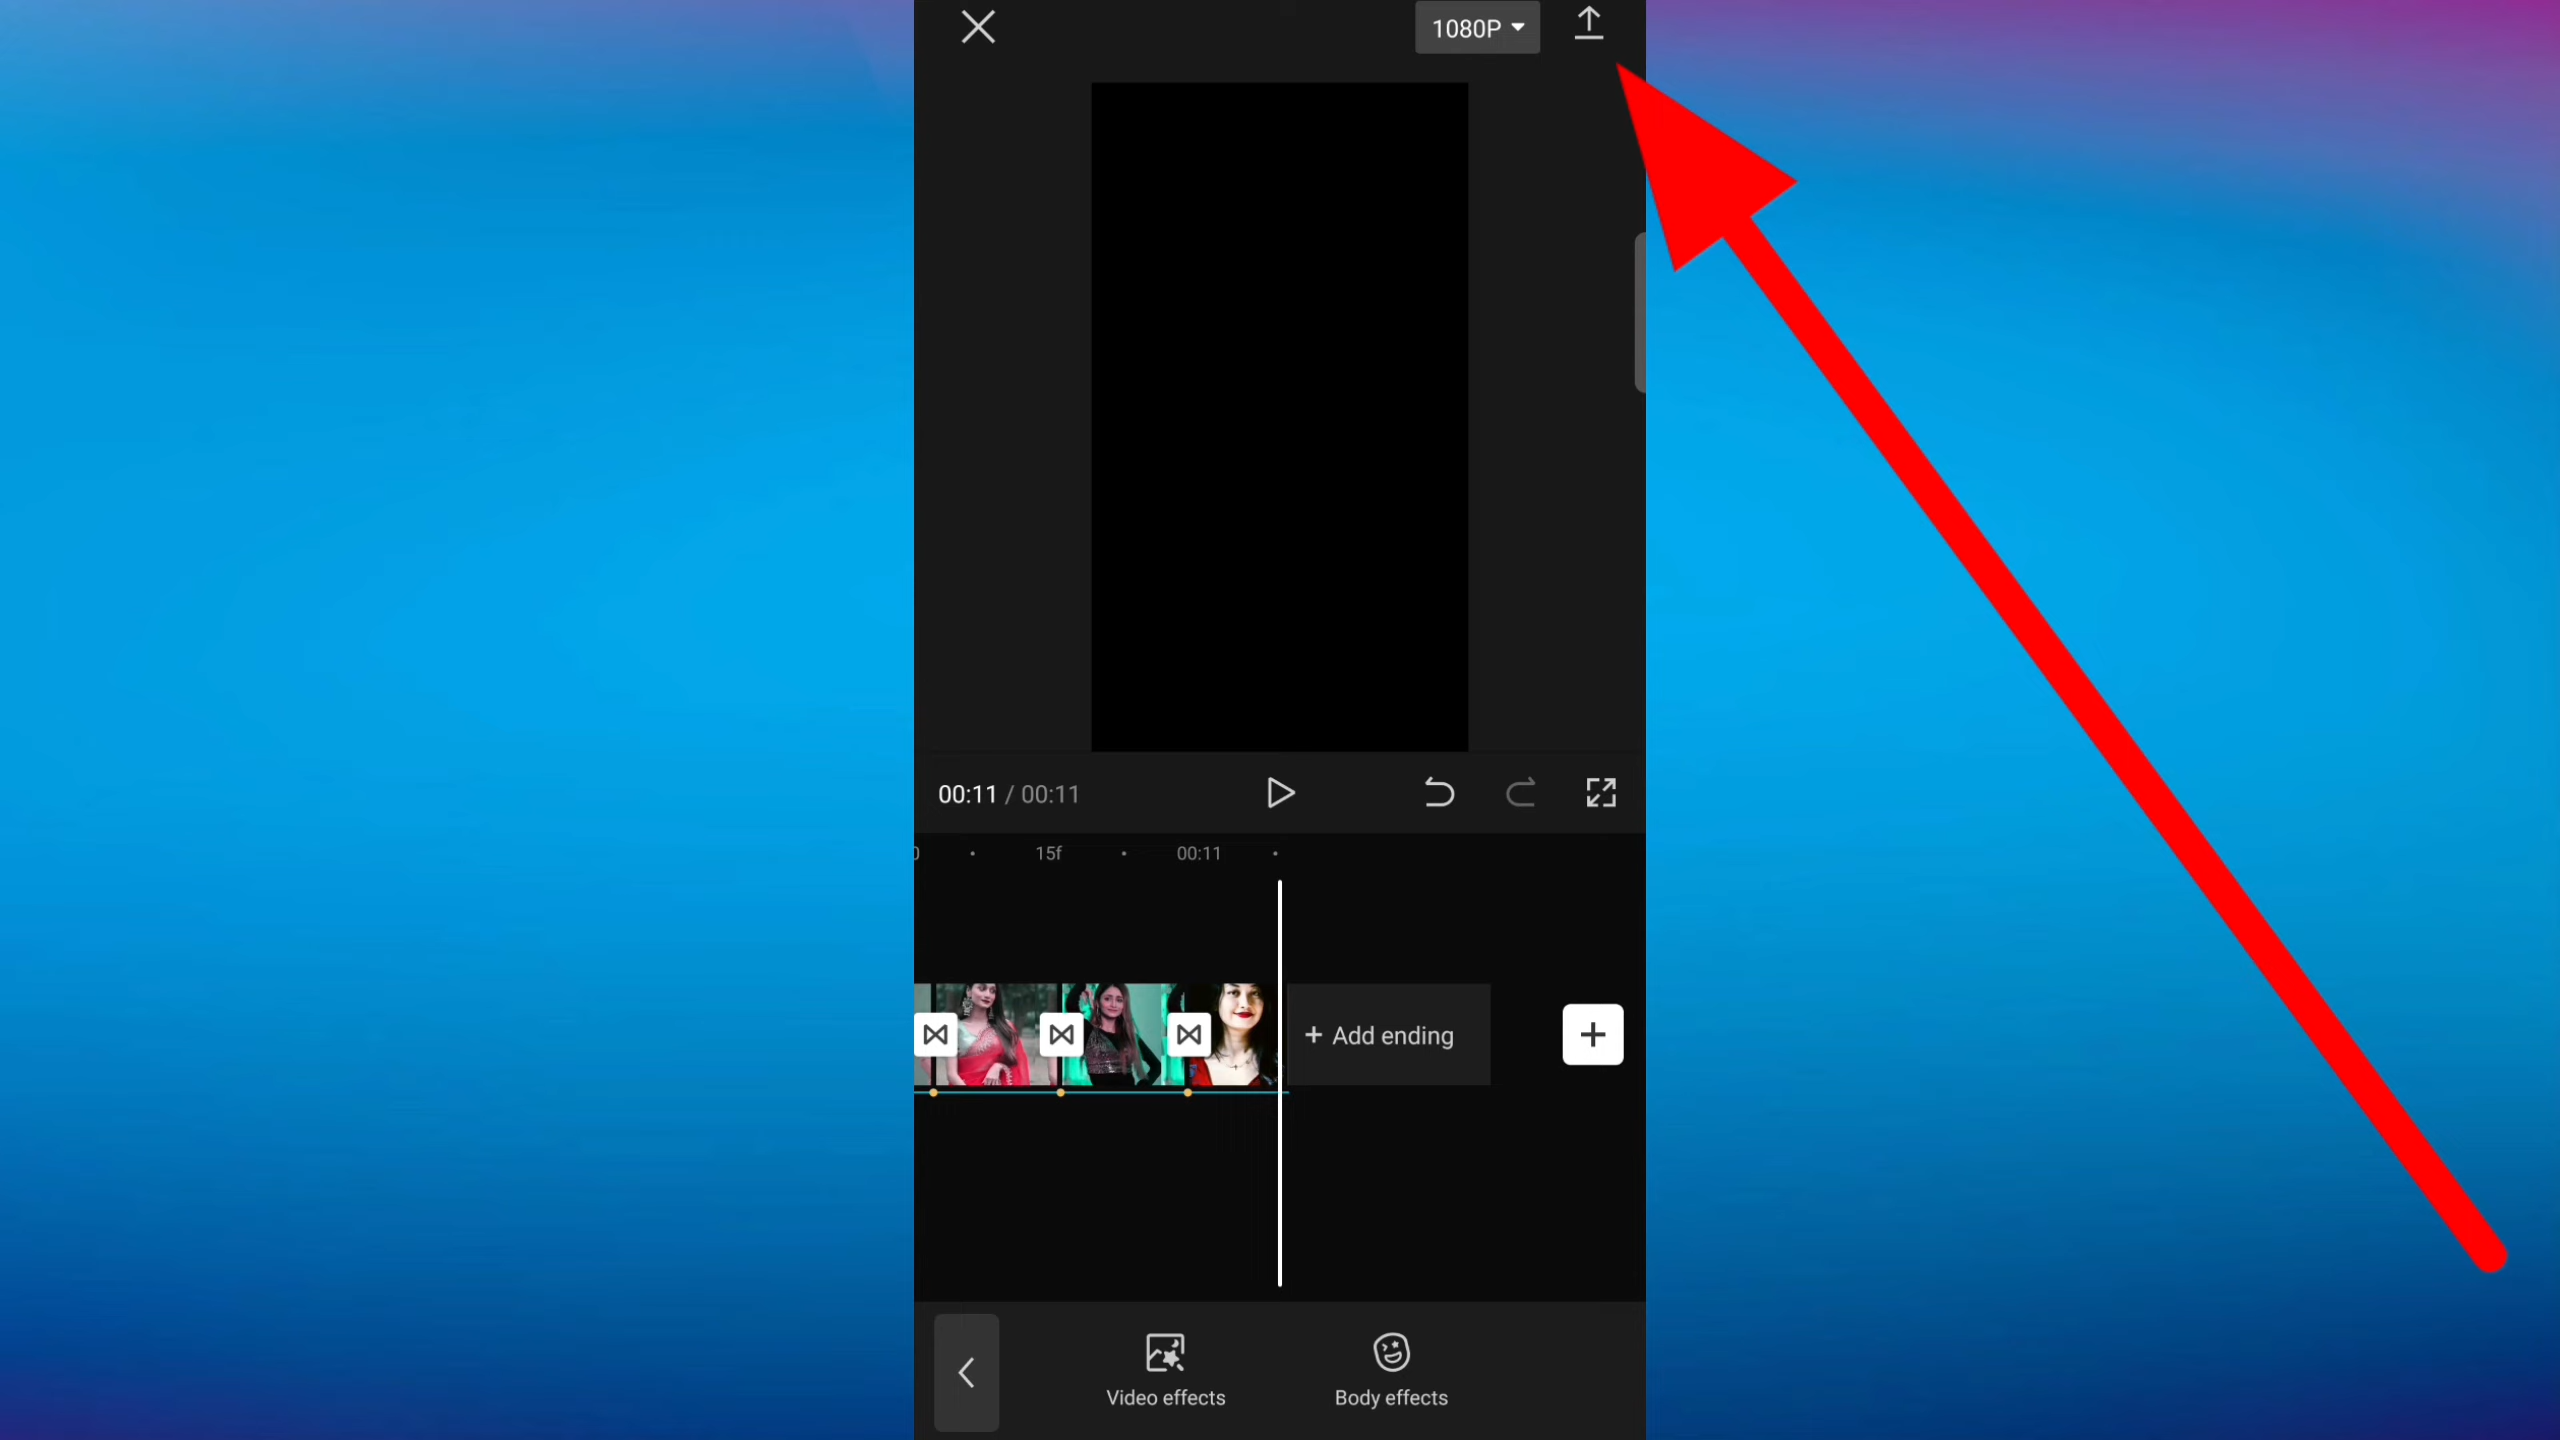 1080P
00:11 / 00:11
15f
00:11
+ Add ending
Video effects
Body effects